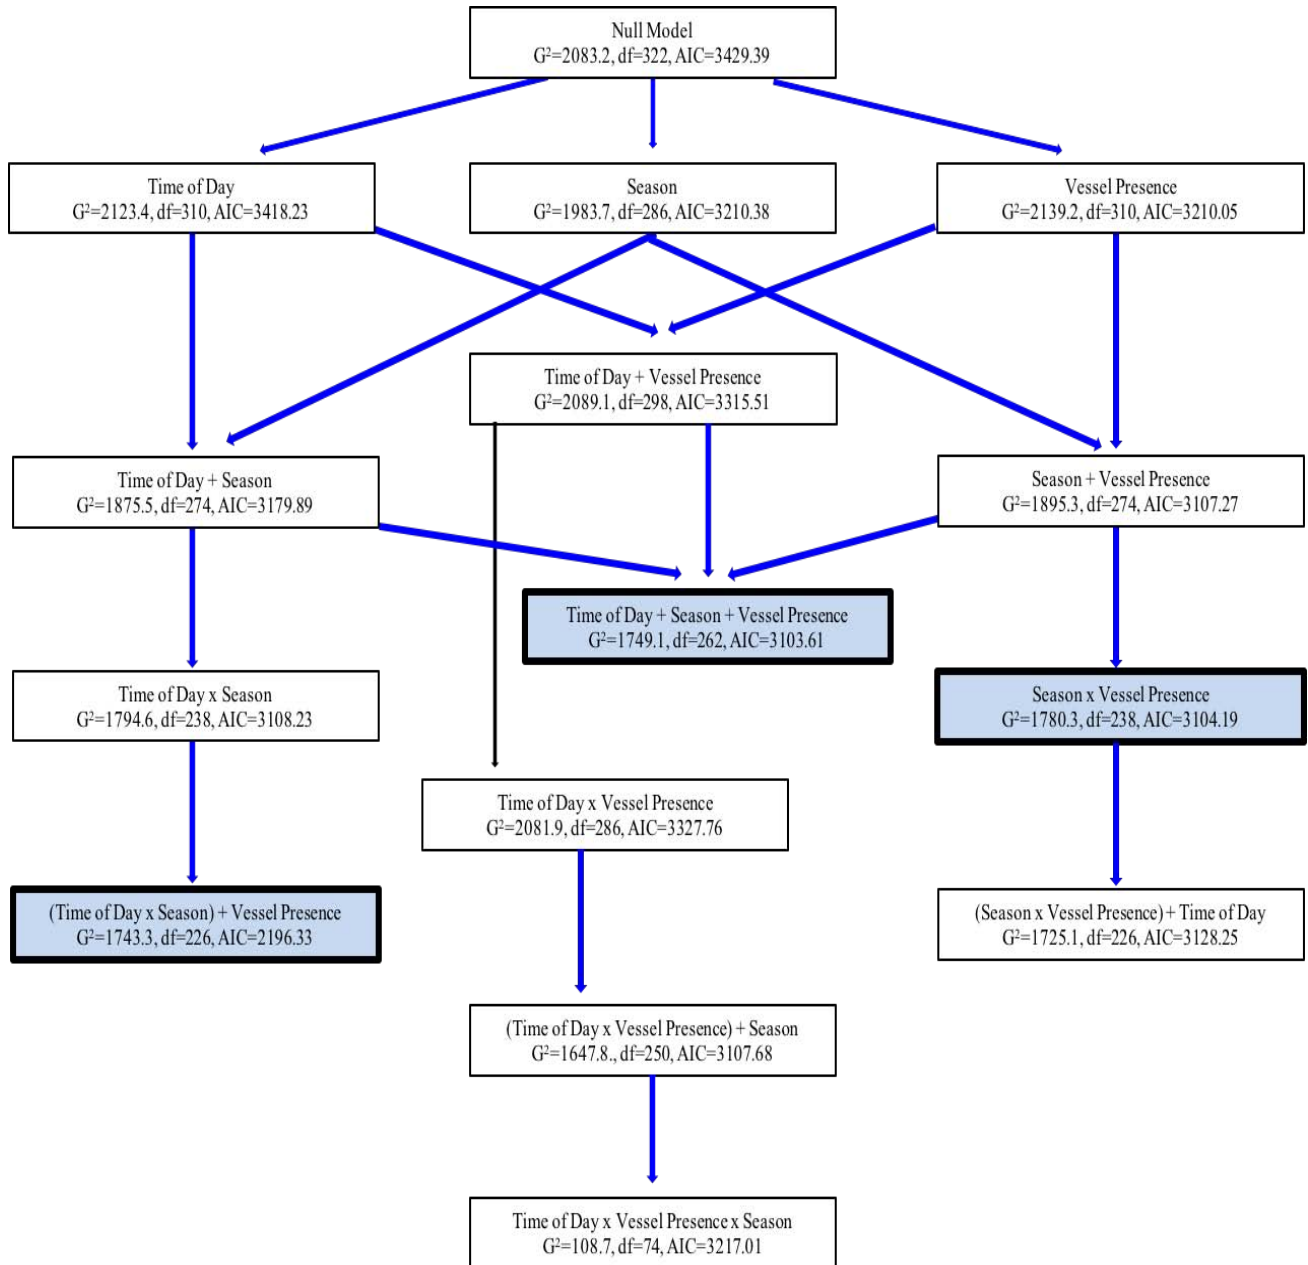 Null Model
G²=2083.2, df=322, AIC=3429.39
Time of Day
G²=2123.4, df=310, AIC=3418.23
Season
G²=1983.7, df=286, AIC=3210.38
Vessel Presence
G²=2139.2, df=310, AIC=3210.05
Time of Day + Vessel Presence
G²=2089.1, df=298, AIC=3315.51
Time of Day + Season
G²=1875.5, df=274, AIC=3179.89
Season + Vessel Presence
G²=1895.3, df=274, AIC=3107.27
Time of Day + Season + Vessel Presence
G²=1749.1, df=262, AIC=3103.61
Time of Day x Season
G²=1794.6, df=238, AIC=3108.23
Season x Vessel Presence
G²=1780.3, df=238, AIC=3104.19
Time of Day x Vessel Presence
G²=2081.9, df=286, AIC=3327.76
(Time of Day x Season) + Vessel Presence
G²=1743.3, df=226, AIC=2196.33
(Season x Vessel Presence) + Time of Day
G²=1725.1, df=226, AIC=3128.25
(Time of Day x Vessel Presence) + Season
G²=1647.8., df=250, AIC=3107.68
Time of Day x Vessel Presence x Season
G²=108.7, df=74, AIC=3217.01